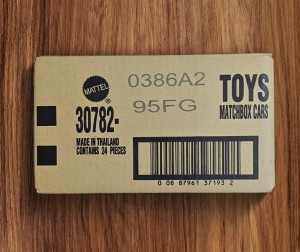 MATTEL
®
0386A2
95FG
TOYS
MATCHBOX CARS
30782-
MADE IN THAILAND
CONTAINS 24 PIECES
0 08 87961 37193 2